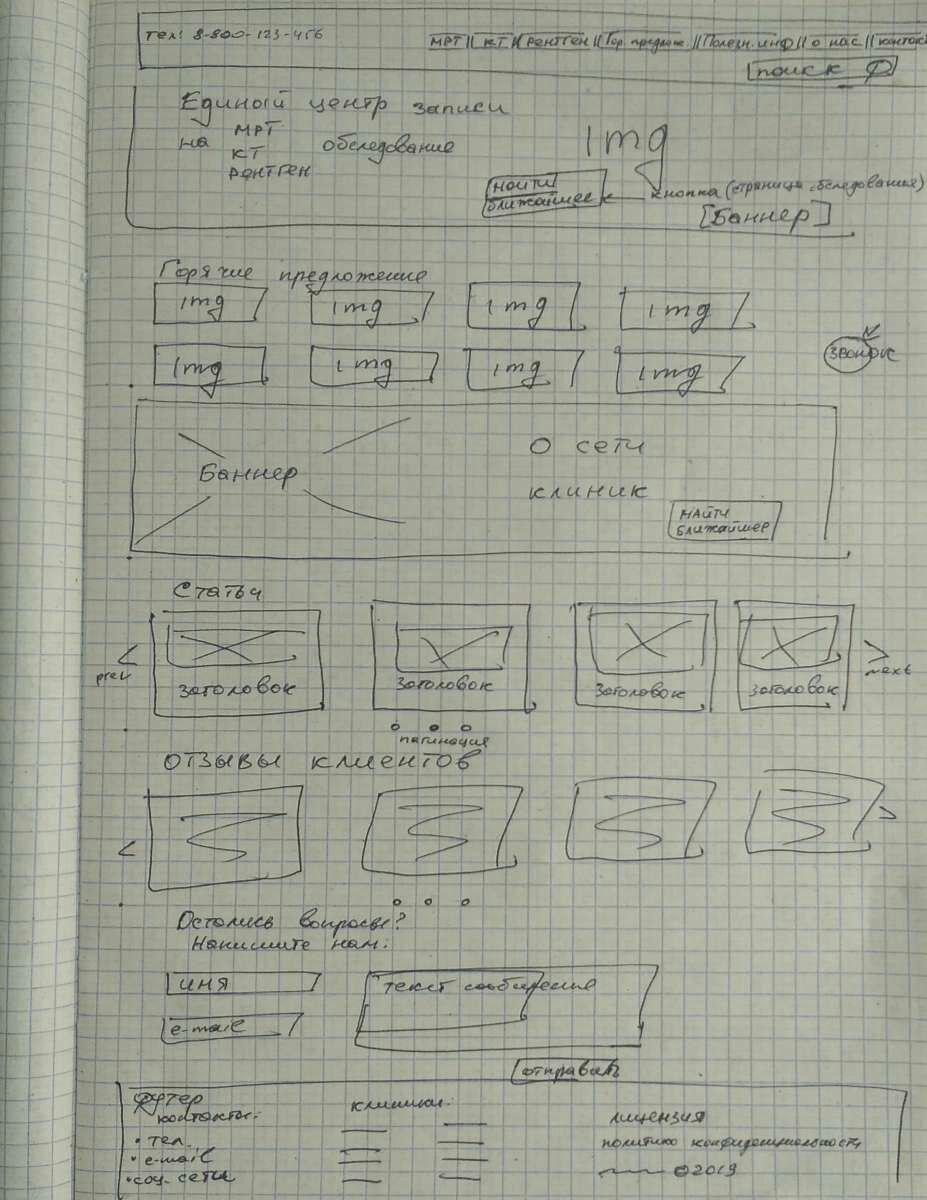 тел: 8-800-123-456
МРТ || КТ || РЕНТГЕН || Гор. предлож. || Полезн. инф || о нас || контак
поиск
Единый центр записи
на МРТ обследование
КТ
рентген
img
найти
ближайшее
кнопка (страница обследования)
[Баннер]
Горячие предложение
img img img img
звонок
img img img img
Баннер
О сети
клиник
найти
ближайшее
Статьи
< >
prev next
заголовок заголовок заголовок заголовок
пагинация
ОТЗЫВЫ КЛИЕНТОВ
< >
Остались вопросы?
Напишите нам:
имя
текст сообщения
e-mail
отправить
футер
контакты:
клиники:
лицензия
• тел.
политика конфиденциальности
• e-mail
©2019
• соц. сети